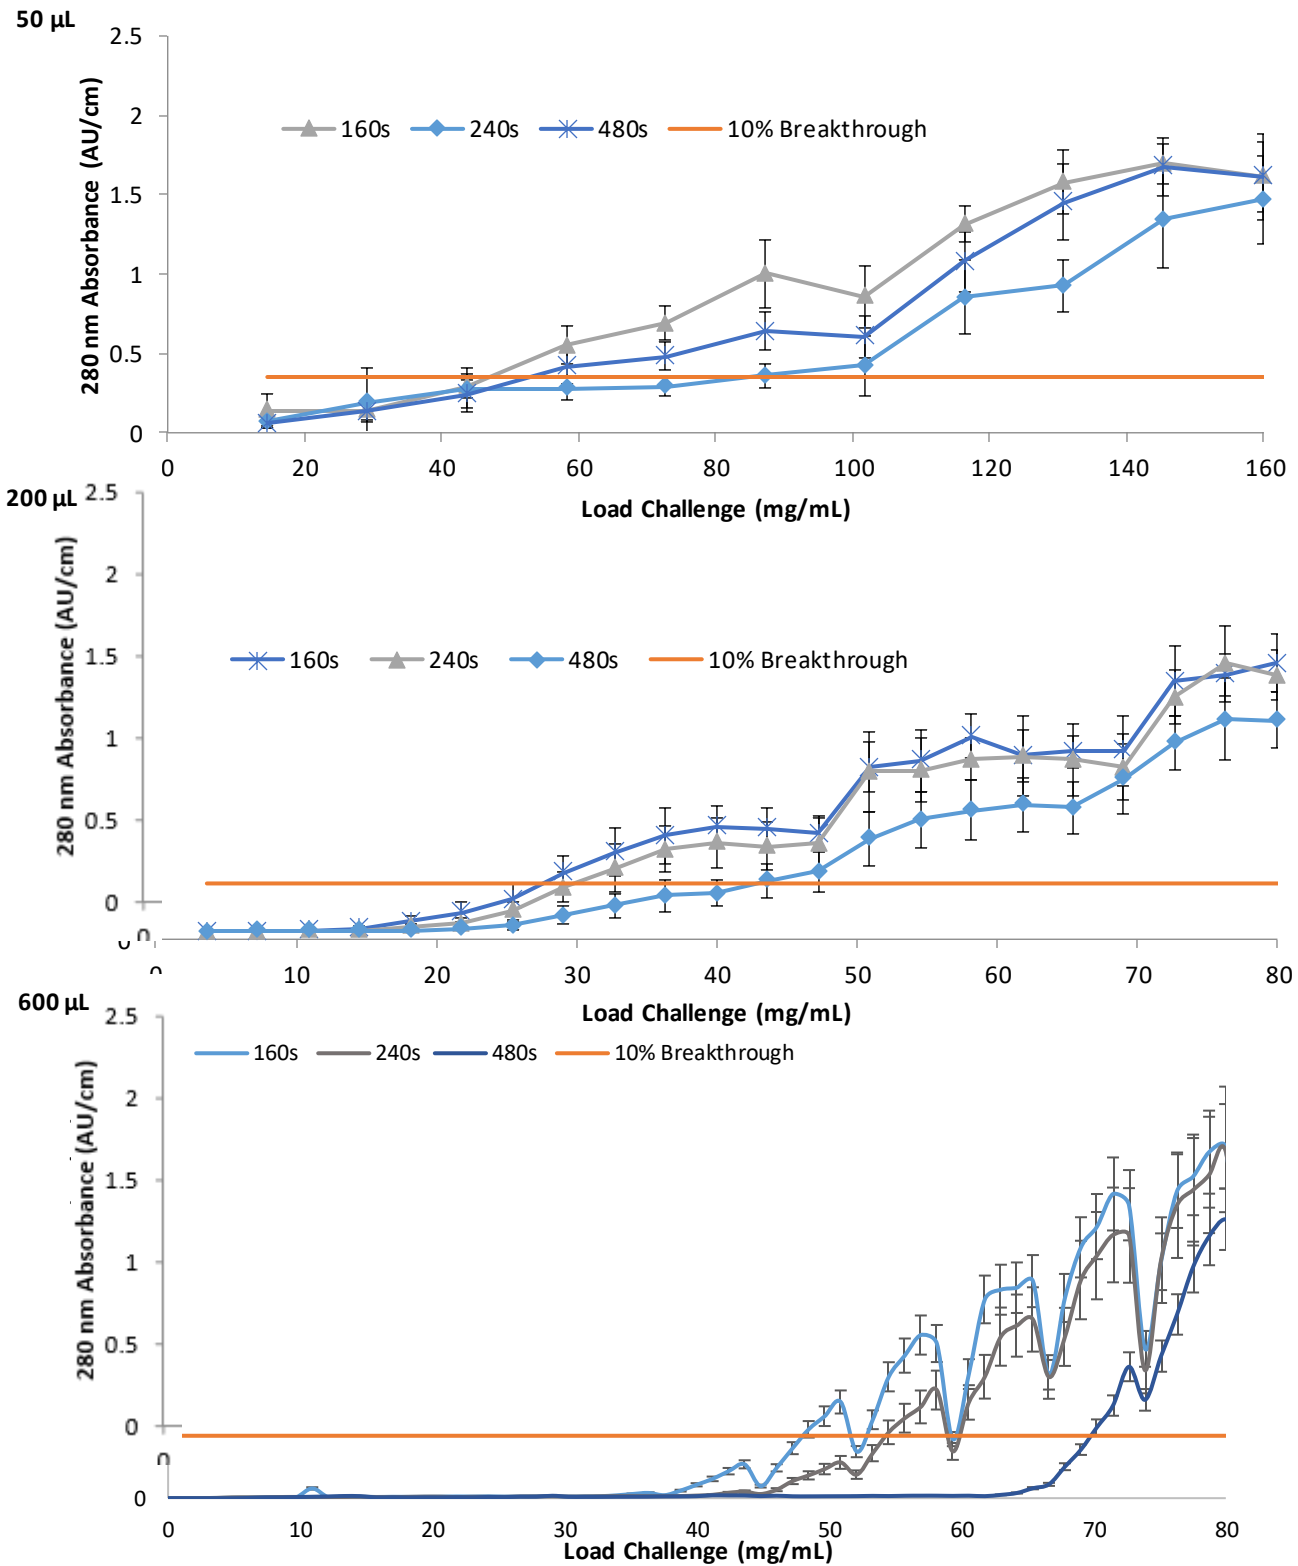 50 µL
2.5
2
1.5
1
0.5
0
280 nm Absorbance (AU/cm)
160s 240s 480s 10% Breakthrough
0 20 40 60 80 100 120 140 160
Load Challenge (mg/mL)
200 µL
2.5
2
1.5
1
0.5
0
280 nm Absorbance (AU/cm)
160s 240s 480s 10% Breakthrough
10 20 30 40 50 60 70 80
Load Challenge (mg/mL)
600 µL
2.5
2
1.5
1
0.5
0
0
280 nm Absorbance (AU/cm)
160s 240s 480s 10% Breakthrough
0 10 20 30 40 50 60 70 80
Load Challenge (mg/mL)